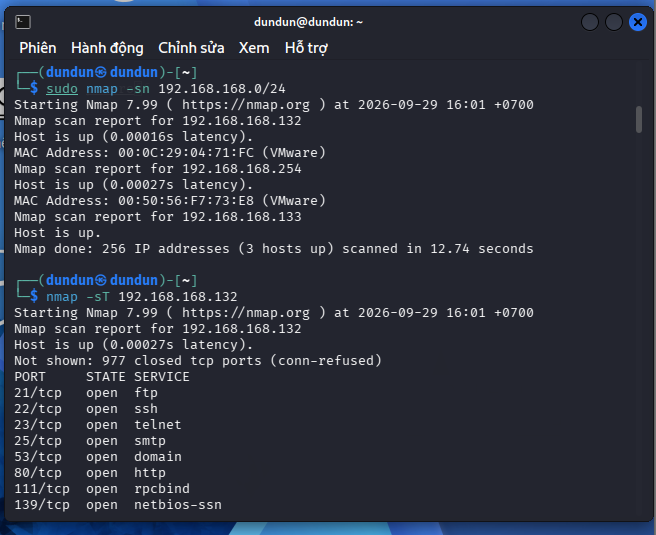 dundun@dundun: ~
Phiên Hành động Chỉnh sửa Xem Hỗ trợ
┌──(dundun㉿dundun)-[~]
└─$ sudo nmap -sn 192.168.168.0/24
Starting Nmap 7.99 ( https://nmap.org ) at 2026-09-29 16:01 +0700
Nmap scan report for 192.168.168.132
Host is up (0.00016s latency).
MAC Address: 00:0C:29:04:71:FC (VMware)
Nmap scan report for 192.168.168.254
Host is up (0.00027s latency).
MAC Address: 00:50:56:F7:73:E8 (VMware)
Nmap scan report for 192.168.168.133
Host is up.
Nmap done: 256 IP addresses (3 hosts up) scanned in 12.74 seconds
┌──(dundun㉿dundun)-[~]
└─$ nmap -sT 192.168.168.132
Starting Nmap 7.99 ( https://nmap.org ) at 2026-09-29 16:01 +0700
Nmap scan report for 192.168.168.132
Host is up (0.00027s latency).
Not shown: 977 closed tcp ports (conn-refused)
PORT STATE SERVICE
21/tcp open ftp
22/tcp open ssh
23/tcp open telnet
25/tcp open smtp
53/tcp open domain
80/tcp open http
111/tcp open rpcbind
139/tcp open netbios-ssn